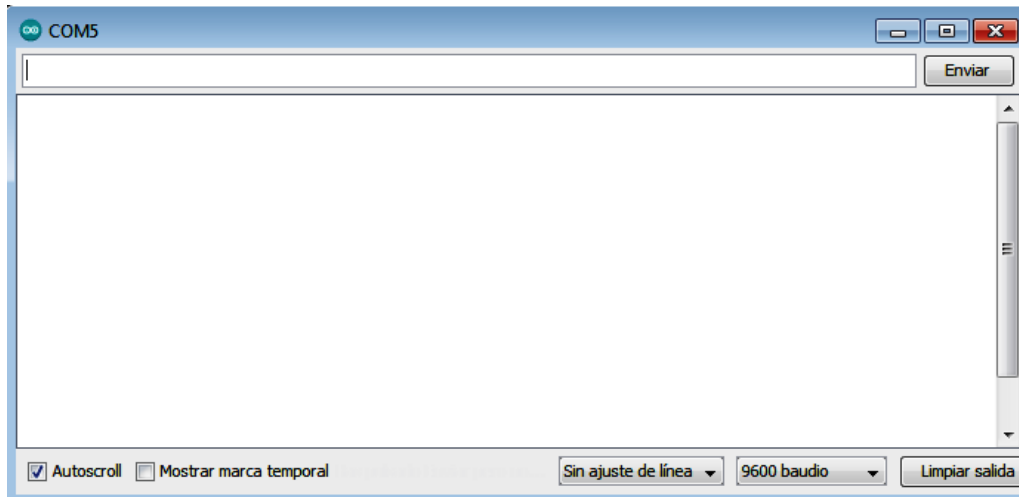 COM5
Enviar
Autoscroll Mostrar marca temporal Sin ajuste de línea 9600 baudio Limpiar salida